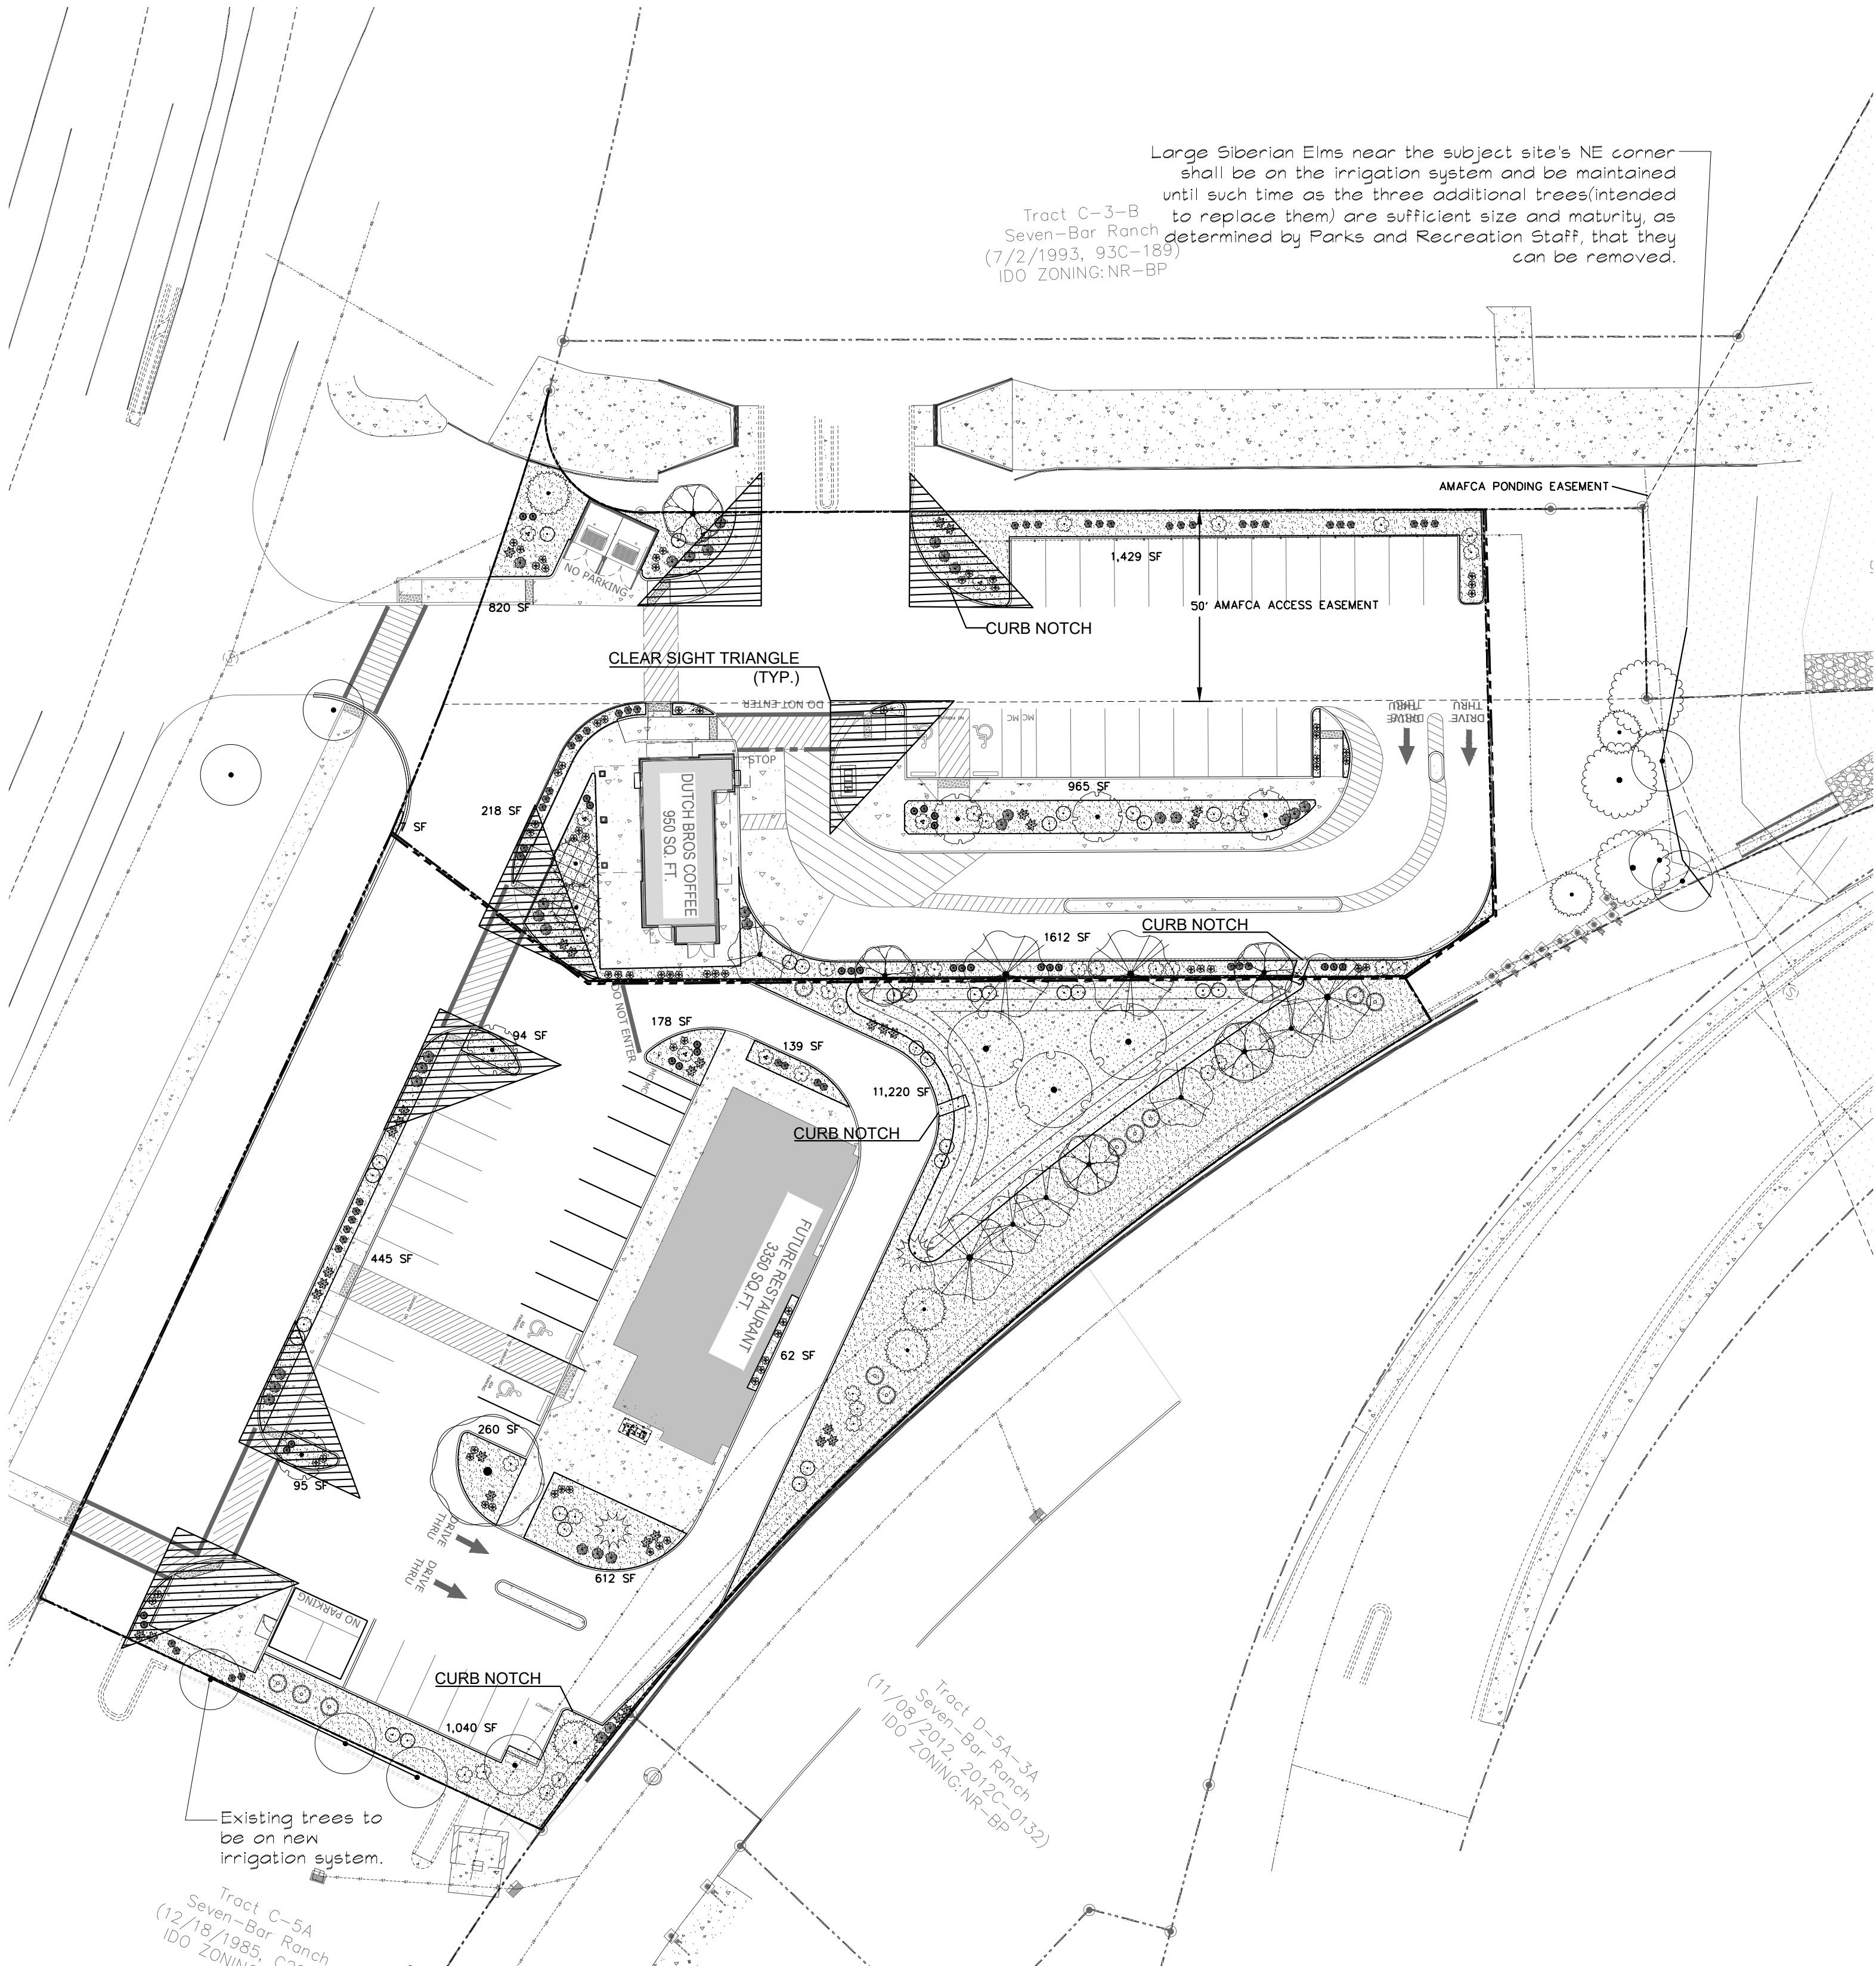 Large Siberian Elms near the subject site's NE corner
shall be on the irrigation system and be maintained
until such time as the three additional trees(intended
to replace them) are sufficient size and maturity, as
determined by Parks and Recreation Staff, that they
can be removed.
Tract C-3-B
Seven-Bar Ranch
(7/2/1993, 93C-189)
IDO ZONING: NR-BP
AMAFCA PONDING EASEMENT
1,429 SF
NO PARKING
820 SF
50' AMAFCA ACCESS EASEMENT
CURB NOTCH
CLEAR SIGHT TRIANGLE
(TYP.)
DO NOT ENTER
MC MC
DRIVE
THRU
DRIVE
THRU
STOP
965 SF
218 SF
SF
DUTCH BROS COFFEE
950 SQ. FT.
CURB NOTCH
1612 SF
DO NOT ENTER
94 SF
178 SF
139 SF
11,220 SF
CURB NOTCH
FUTURE RESTAURANT
3350 SQ.FT.
445 SF
62 SF
260 SF
95 SF
DRIVE
THRU
DRIVE
THRU
612 SF
NO PARKING
CURB NOTCH
1,040 SF
COMPACT
Existing trees to
be on new
irrigation system.
Tract D-5A-3A
Seven-Bar Ranch
(11/08/2012, 2012C-0132)
IDO ZONING: NR-BP
Tract C-5A
Seven-Bar Ranch
(12/18/1985,
IDO